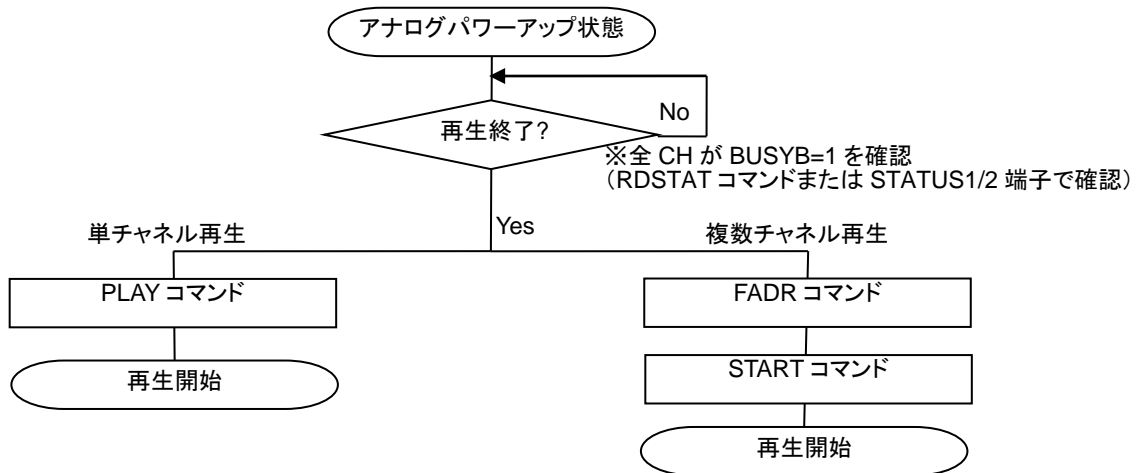 アナログパワーアップ状態
No
再生終了?
※全 CH が BUSYB=1 を確認
(RDSTAT コマンドまたは STATUS1/2 端子で確認)
Yes
単チャネル再生
複数チャネル再生
PLAY コマンド
FADR コマンド
START コマンド
再生開始
再生開始